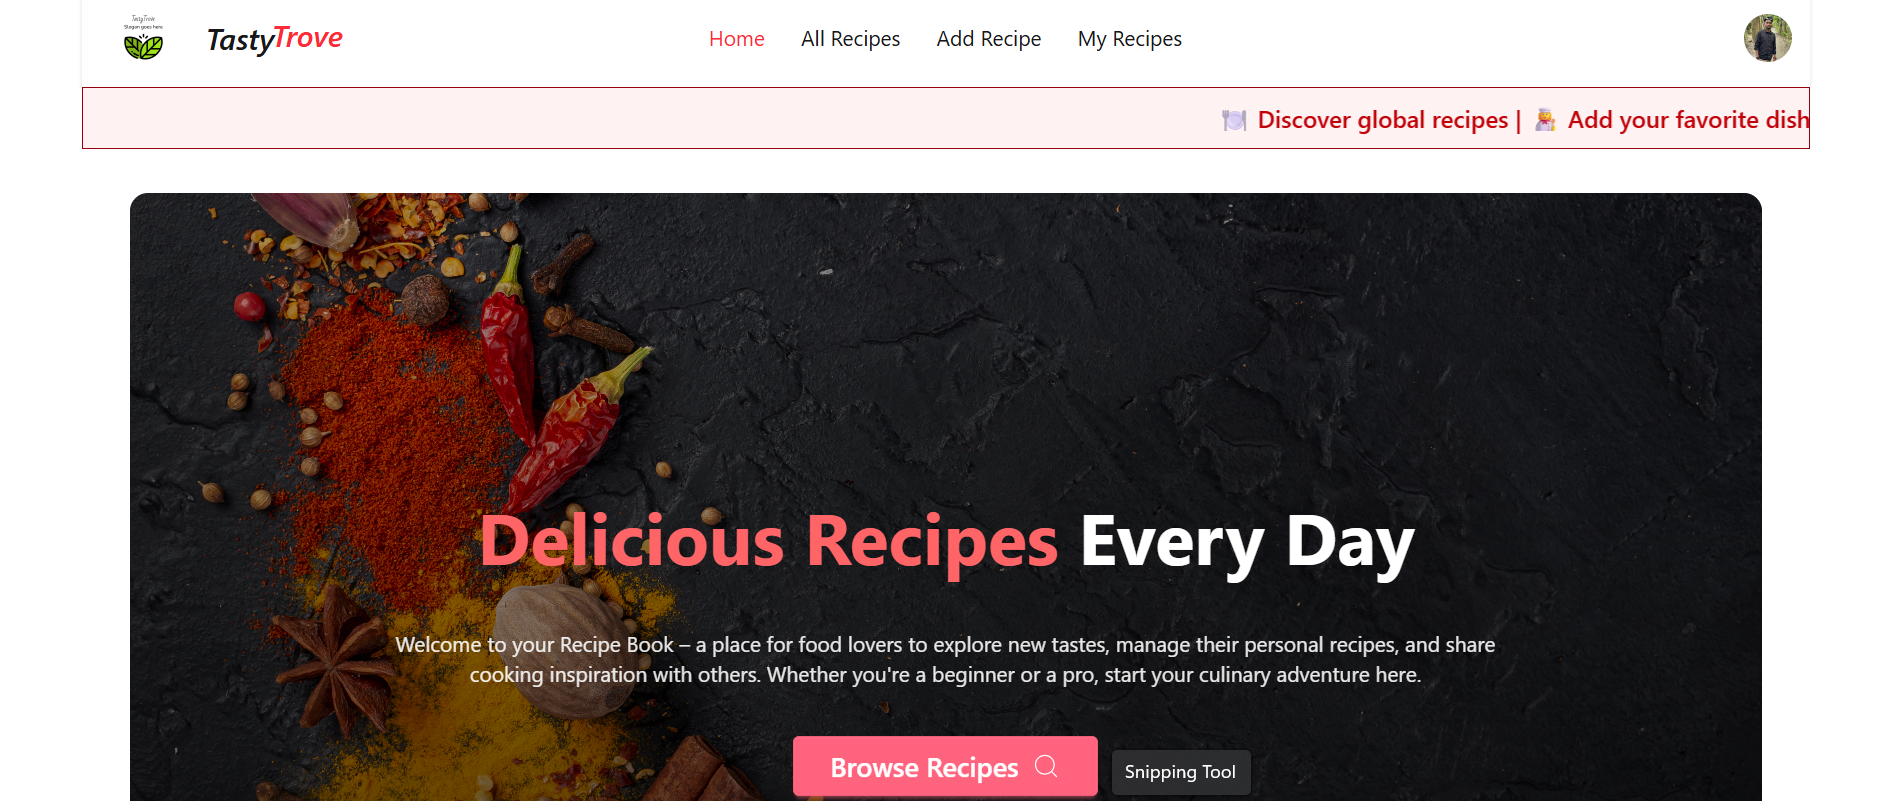 TastyTrove
Slogan goes here
TastyTrove
Home All Recipes Add Recipe My Recipes
Discover global recipes | Add your favorite dish
Delicious Recipes Every Day
Welcome to your Recipe Book – a place for food lovers to explore new tastes, manage their personal recipes, and share
cooking inspiration with others. Whether you're a beginner or a pro, start your culinary adventure here.
Browse Recipes
Snipping Tool